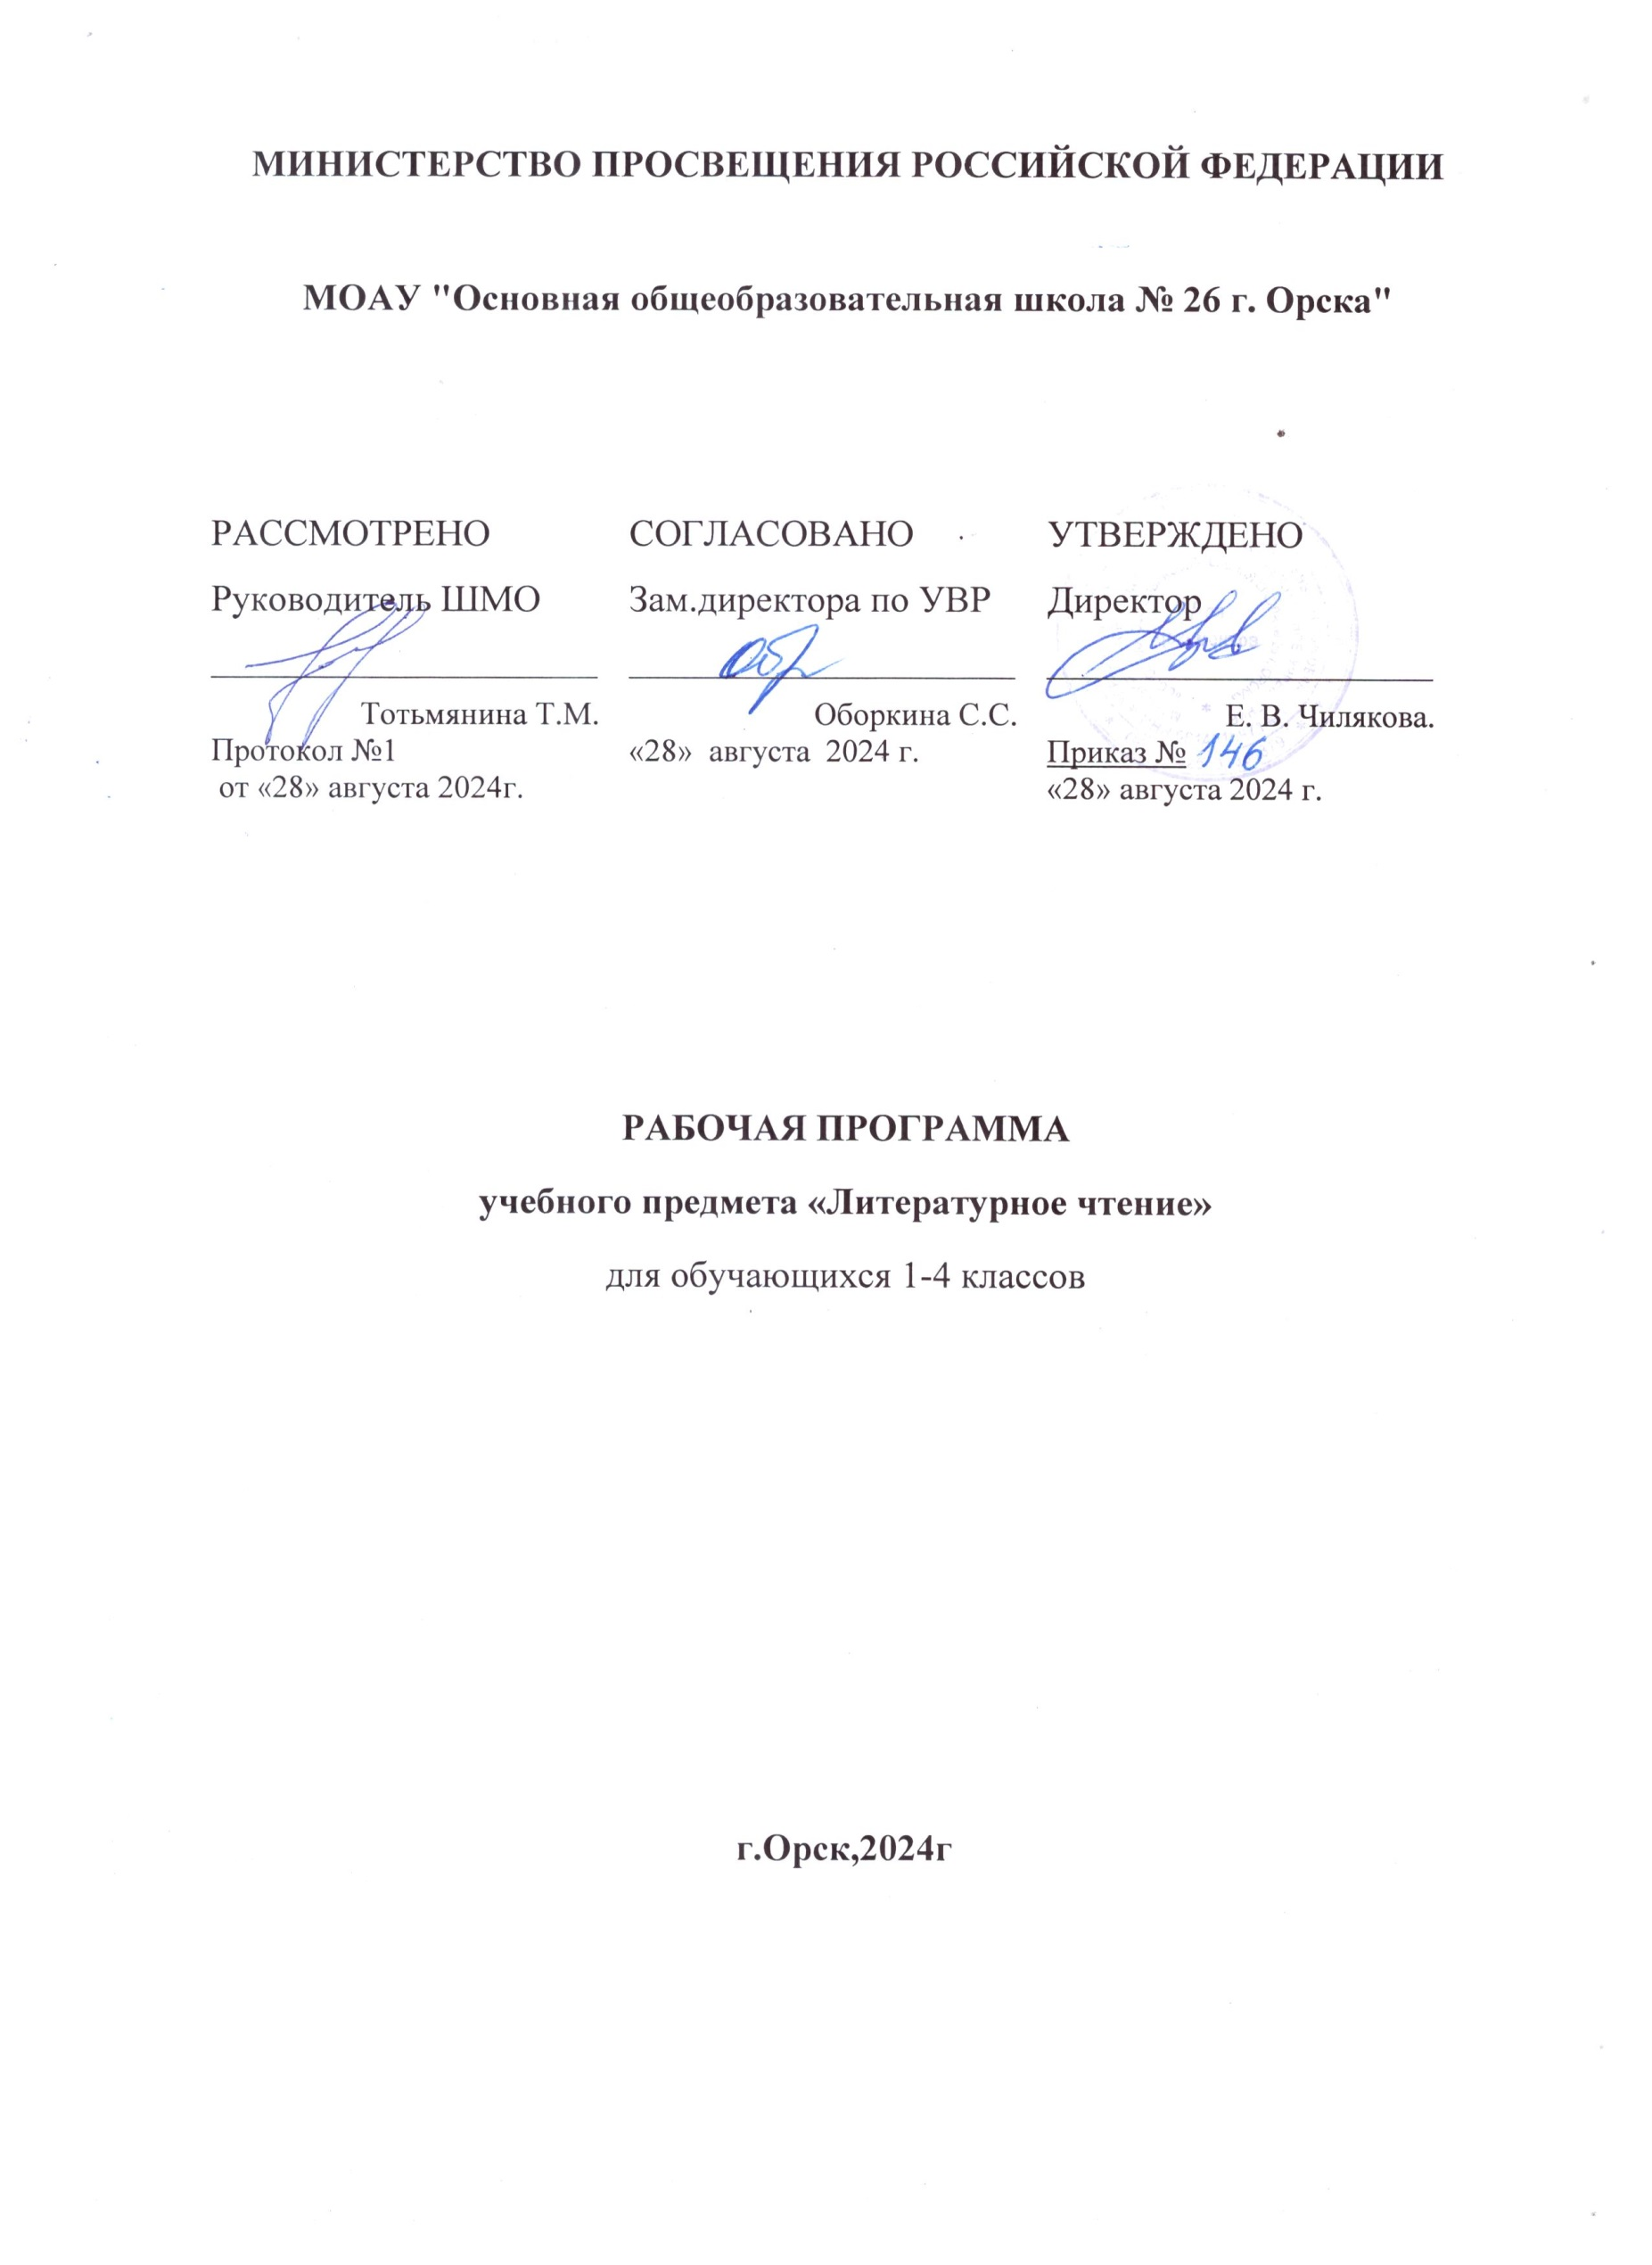 МИНИСТЕРСТВО ПРОСВЕЩЕНИЯ РОССИЙСКОЙ ФЕДЕРАЦИИ
МОАУ "Основная общеобразовательная школа № 26 г. Орска"
РАССМОТРЕНО
Руководитель ШМО
Тотьмянина Т.М.
Протокол №1
от «28» августа 2024г.
СОГЛАСОВАНО
Зам.директора по УВР
Оборкина С.С.
«28» августа 2024 г.
УТВЕРЖДЕНО
Директор
Е. В. Чилякова.
Приказ № 146
«28» августа 2024 г.
РАБОЧАЯ ПРОГРАММА
учебного предмета «Литературное чтение»
для обучающихся 1-4 классов
г.Орск,2024г